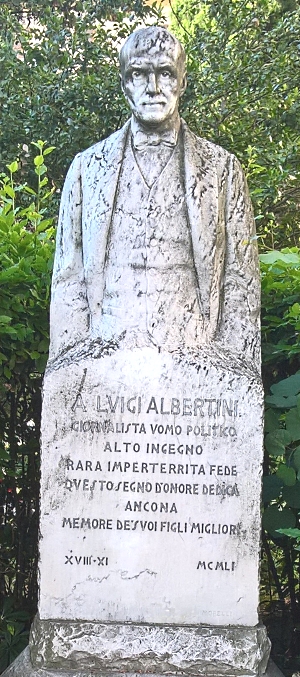 A LVIGI ALBERTINI
GIORNALISTA VOMO POLITICO
ALTO INGEGNO
RARA IMPERTERRITA FEDE
QVESTO SEGNO D'ONORE DEDICA
ANCONA
MEMORE DE'SVOI FIGLI MIGLIORI
XVIII-XI MCMLI